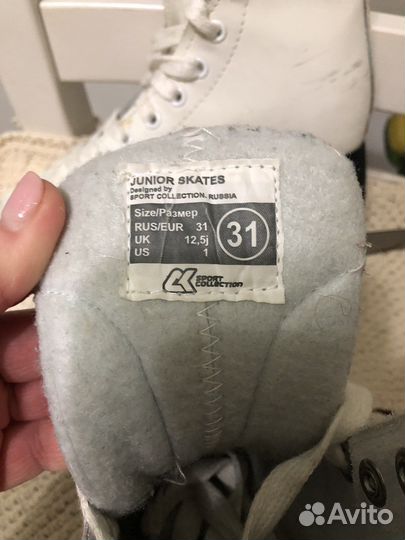 JUNIOR SKATES
Designed by
SPORT COLLECTION, RUSSIA
Size/Размер
RUS/EUR 31
UK 12,5j
US 1
31
SPORT
COLLECTION
Avito